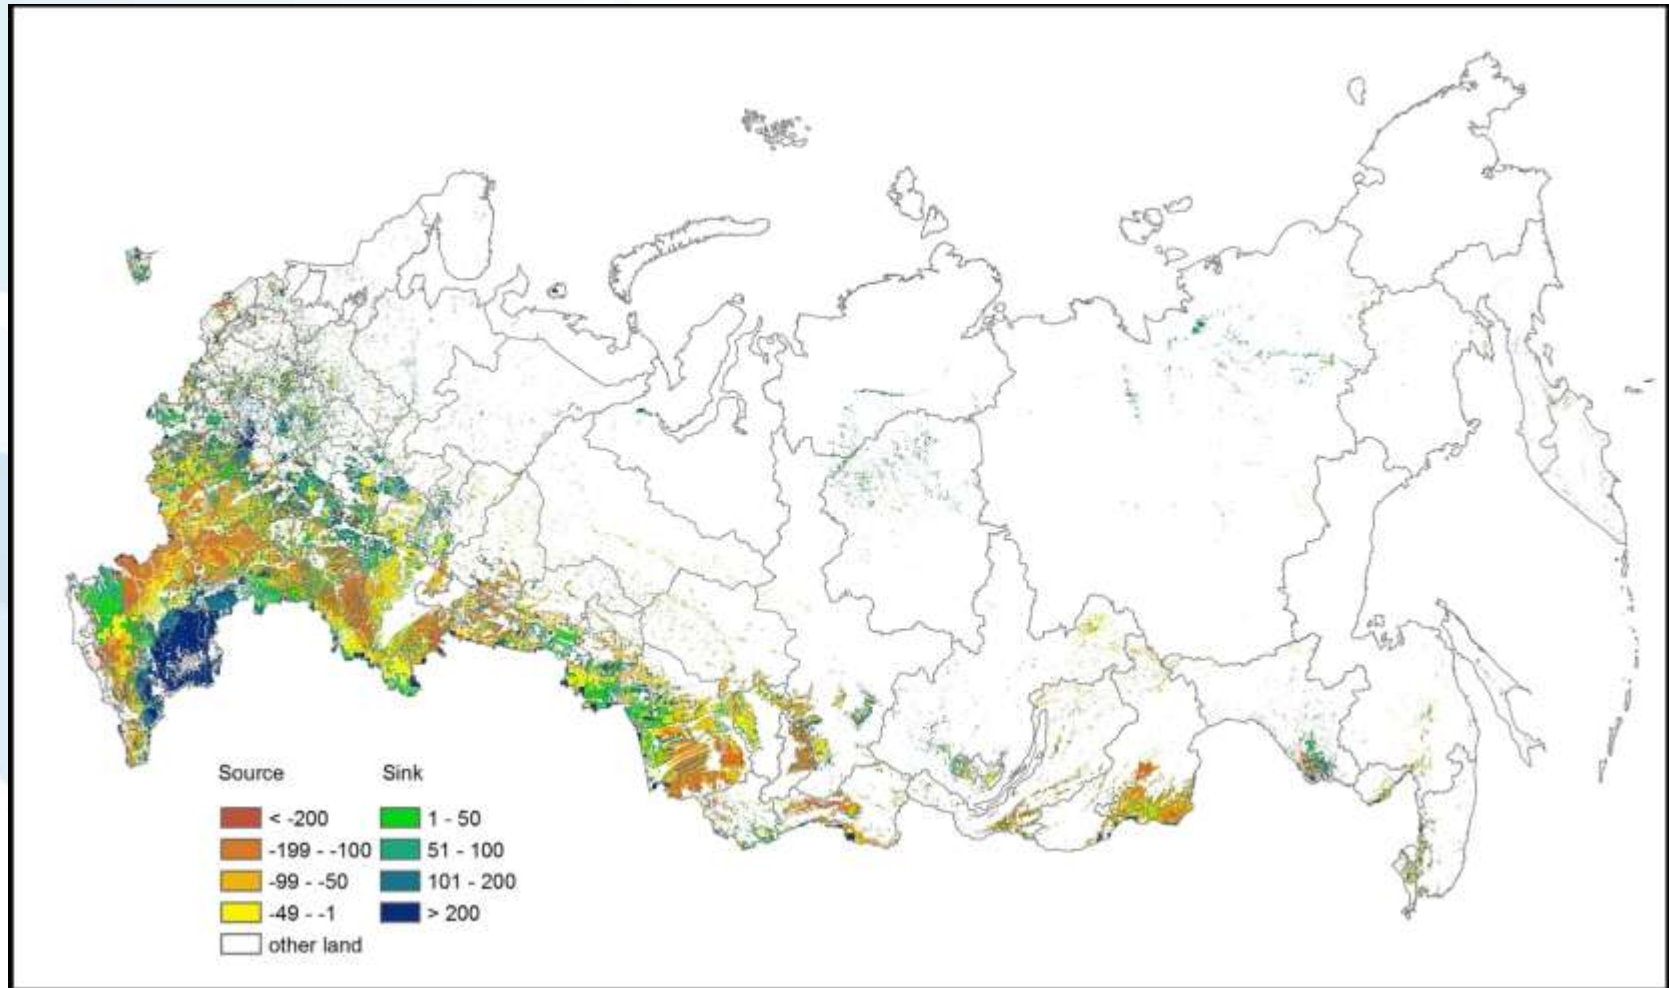 Source Sink
< -200 1 - 50
-199 - -100 51 - 100
-99 - -50 101 - 200
-49 - -1 > 200
other land